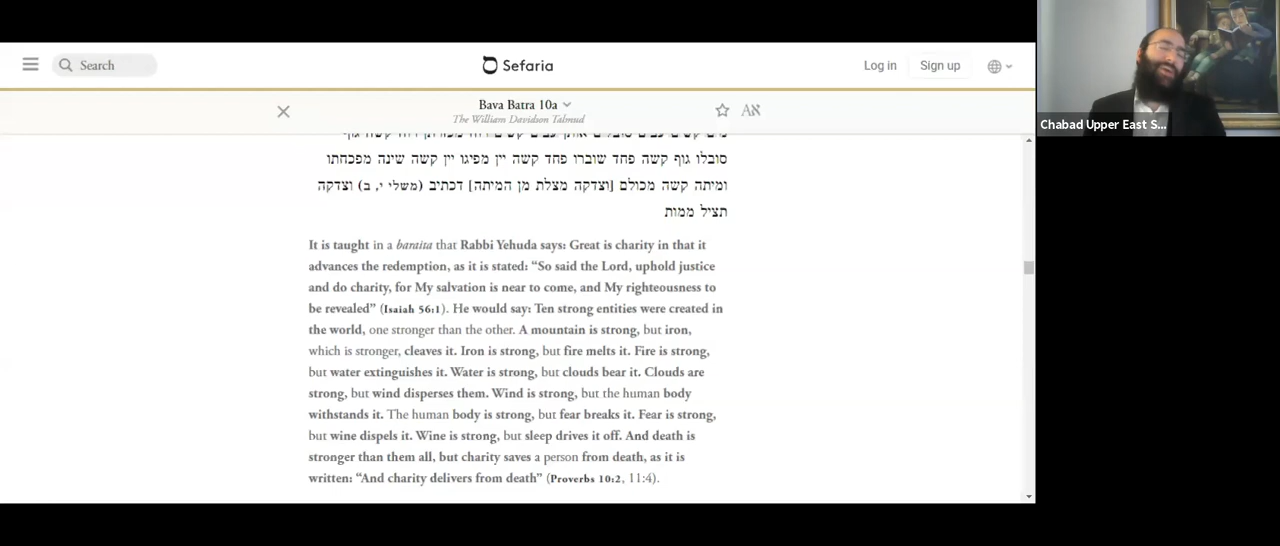 Search
Sefaria
Log in
Sign up
Bava Batra 10a
The William Davidson Talmud
סובלו גוף קשה פחד שוברו פחד קשה יין מפיגו יין קשה שינה מפכחתו
ומיתה קשה מכולם [וצדקה מצלת מן המיתה] דכתיב (משלי י, ב) וצדקה
תציל ממות
It is taught in a baraita that Rabbi Yehuda says: Great is charity in that it
advances the redemption, as it is stated: “So said the Lord, uphold justice
and do charity, for My salvation is near to come, and My righteousness to
be revealed” (Isaiah 56:1). He would say: Ten strong entities were created in
the world, one stronger than the other. A mountain is strong, but iron,
which is stronger, cleaves it. Iron is strong, but fire melts it. Fire is strong,
but water extinguishes it. Water is strong, but clouds bear it. Clouds are
strong, but wind disperses them. Wind is strong, but the human body
withstands it. The human body is strong, but fear breaks it. Fear is strong,
but wine dispels it. Wine is strong, but sleep drives it off. And death is
stronger than them all, but charity saves a person from death, as it is
written: “And charity delivers from death” (Proverbs 10:2, 11:4).
Chabad Upper East S...